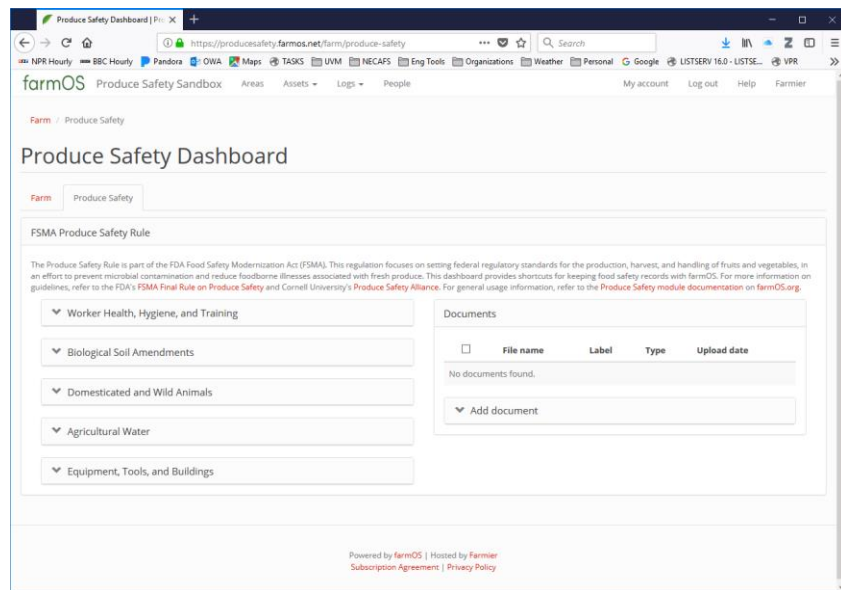 Produce Safety Dashboard | Pr
https://producesafety.farmos.net/farm/produce-safety
Search
NPR Hourly BBC Hourly Pandora OWA Maps TASKS UVM NECAFS Eng Tools Organizations Weather Personal Google LISTSERV 16.0 - LISTSE... VPR
farmOS Produce Safety Sandbox Areas Assets Logs People My account Log out Help Farmier
Farm / Produce Safety
Produce Safety Dashboard
Farm Produce Safety
FSMA Produce Safety Rule
The Produce Safety Rule is part of the FDA Food Safety Modernization Act (FSMA). This regulation focuses on setting federal regulatory standards for the production, harvest, and handling of fruits and vegetables, in
an effort to prevent microbial contamination and reduce foodborne illnesses associated with fresh produce. This dashboard provides shortcuts for keeping food safety records with farmOS. For more information on
guidelines, refer to the FDA's FSMA Final Rule on Produce Safety and Cornell University's Produce Safety Alliance. For general usage information, refer to the Produce Safety module documentation on farmOS.org.
Worker Health, Hygiene, and Training
Biological Soil Amendments
Domesticated and Wild Animals
Agricultural Water
Equipment, Tools, and Buildings
Documents
File name Label Type Upload date
No documents found.
Add document
Powered by farmOS | Hosted by Farmier
Subscription Agreement | Privacy Policy